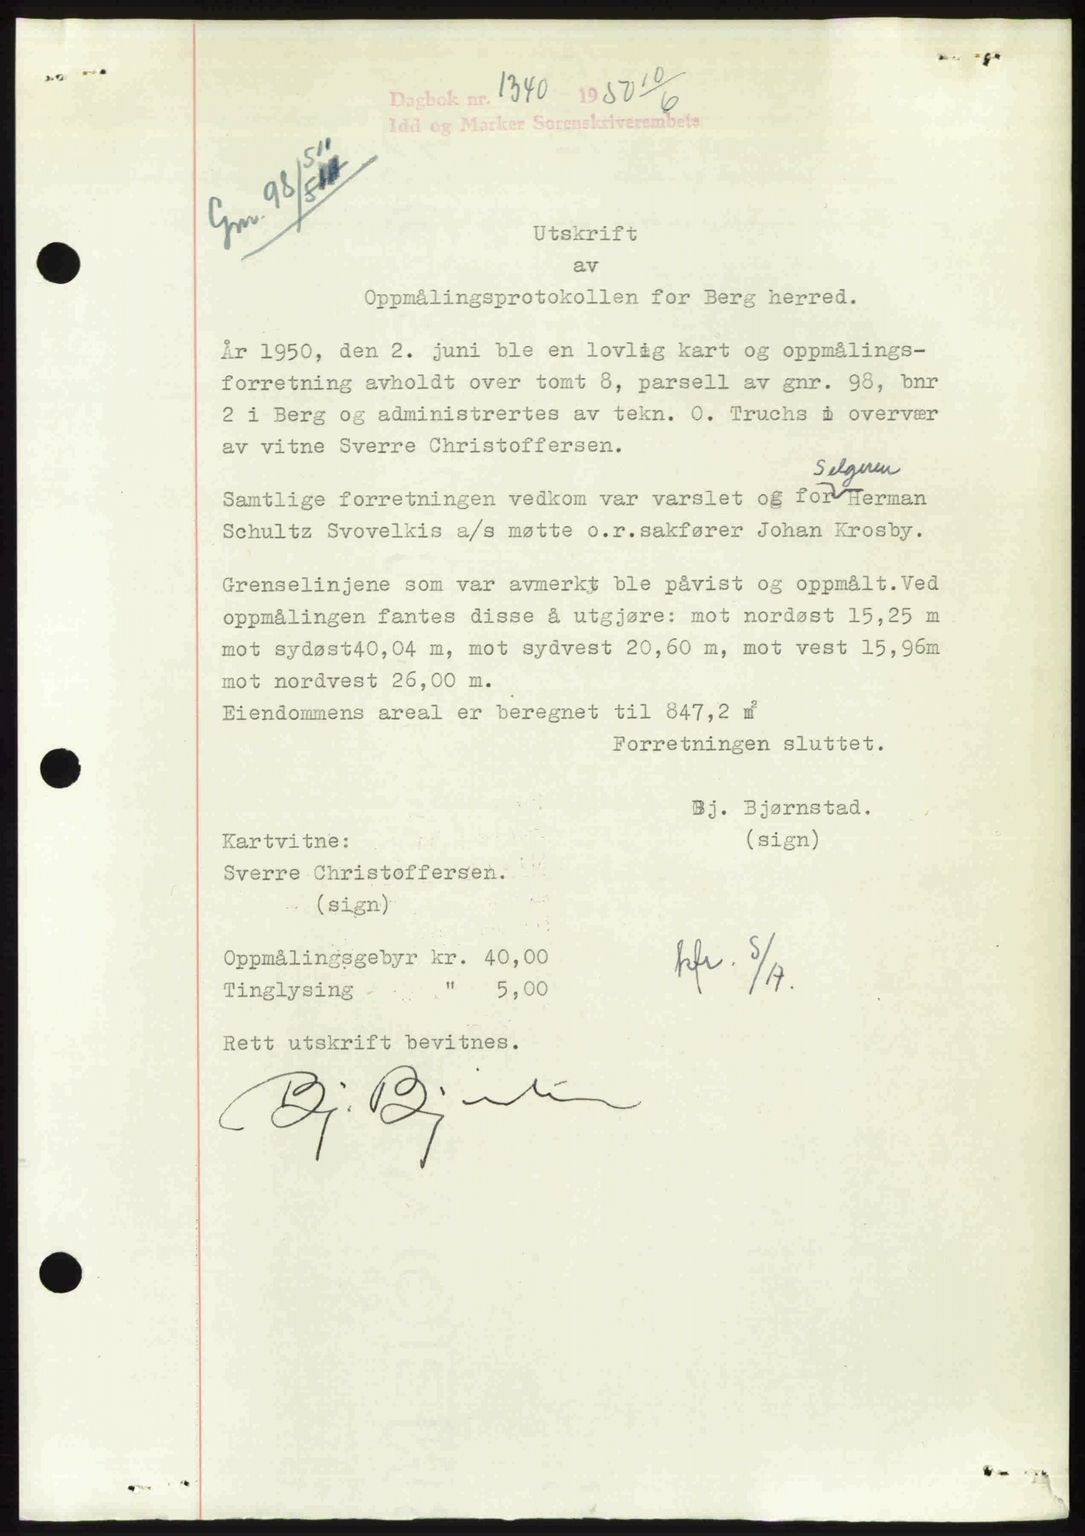 Dagbok nr. 1340 1950 10/6
Idd og Marker Sorenskriverembete
Gnr. 98/511
Utskrift
av
Oppmålingsprotokollen for Berg herred.
År 1950, den 2. juni ble en lovlig kart og oppmålings-
forretning avholdt over tomt 8, parsell av gnr. 98, bnr
2 i Berg og administrertes av tekn. O. Truchs i overvær
av vitne Sverre Christoffersen.
Selgeren
Samtlige forretningen vedkom var varslet og for Herman
Schultz Svovelkis a/s møtte o.r.sakfører Johan Krosby.
Grenselinjene som var avmerkt ble påvist og oppmålt.Ved
oppmålingen fantes disse å utgjøre: mot nordøst 15,25 m
mot sydøst40,04 m, mot sydvest 20,60 m, mot vest 15,96m
mot nordvest 26,00 m.
Eiendommens areal er beregnet til 847,2 m²
Forretningen sluttet.
Bj. Bjørnstad.
Kartvitne: (sign)
Sverre Christoffersen.
(sign)
Oppmålingsgebyr kr. 40,00
Tinglysing " 5,00
kfr. S/A.
Rett utskrift bevitnes.
Bj. Bjørnstad